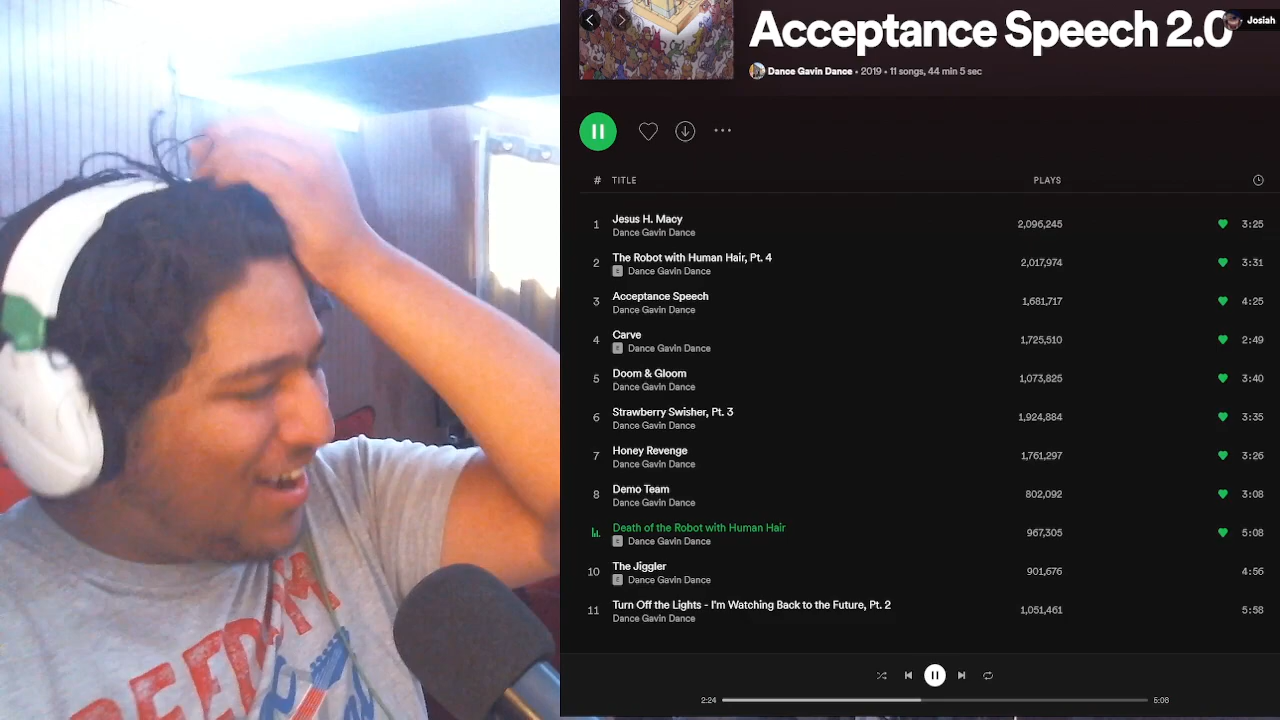 Acceptance Speech 2.0
Josiah
Dance Gavin Dance • 2019 • 11 songs, 44 min 5 sec
# TITLE PLAYS
1 Jesus H. Macy 2,096,245 3:25
Dance Gavin Dance
2 The Robot with Human Hair, Pt. 4 2,017,974 3:31
E Dance Gavin Dance
3 Acceptance Speech 1,681,717 4:25
Dance Gavin Dance
4 Carve 1,725,510 2:49
E Dance Gavin Dance
5 Doom & Gloom 1,073,825 3:40
Dance Gavin Dance
6 Strawberry Swisher, Pt. 3 1,924,884 3:35
Dance Gavin Dance
7 Honey Revenge 1,761,297 3:26
Dance Gavin Dance
8 Demo Team 802,092 3:08
Dance Gavin Dance
Death of the Robot with Human Hair 967,305 5:08
E Dance Gavin Dance
10 The Jiggler 901,676 4:56
E Dance Gavin Dance
11 Turn Off the Lights - I'm Watching Back to the Future, Pt. 2 1,051,461 5:58
Dance Gavin Dance
2:24 5:08